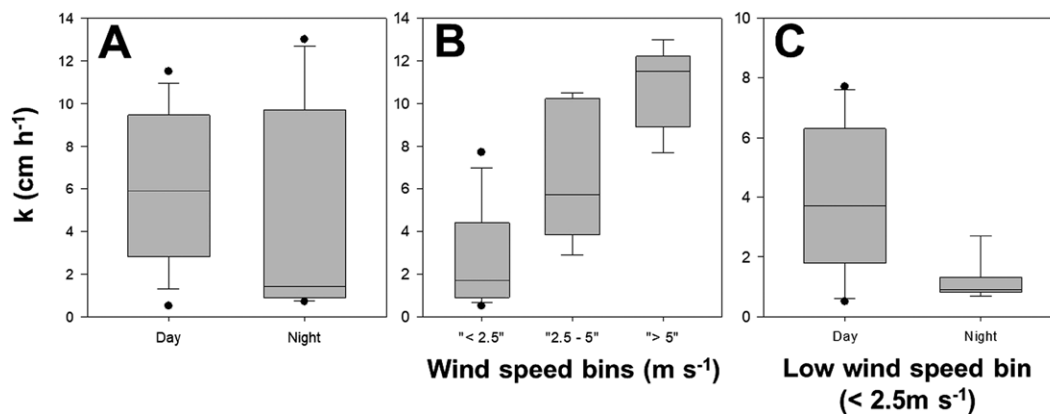 A
B
C
k (cm h⁻¹)
14
12
10
8
6
4
2
0
Day
Night
14
12
10
8
6
4
2
0
"< 2.5"
"2.5 - 5"
"> 5"
Wind speed bins (m s⁻¹)
10
8
6
4
2
0
Day
Night
Low wind speed bin
(< 2.5m s⁻¹)